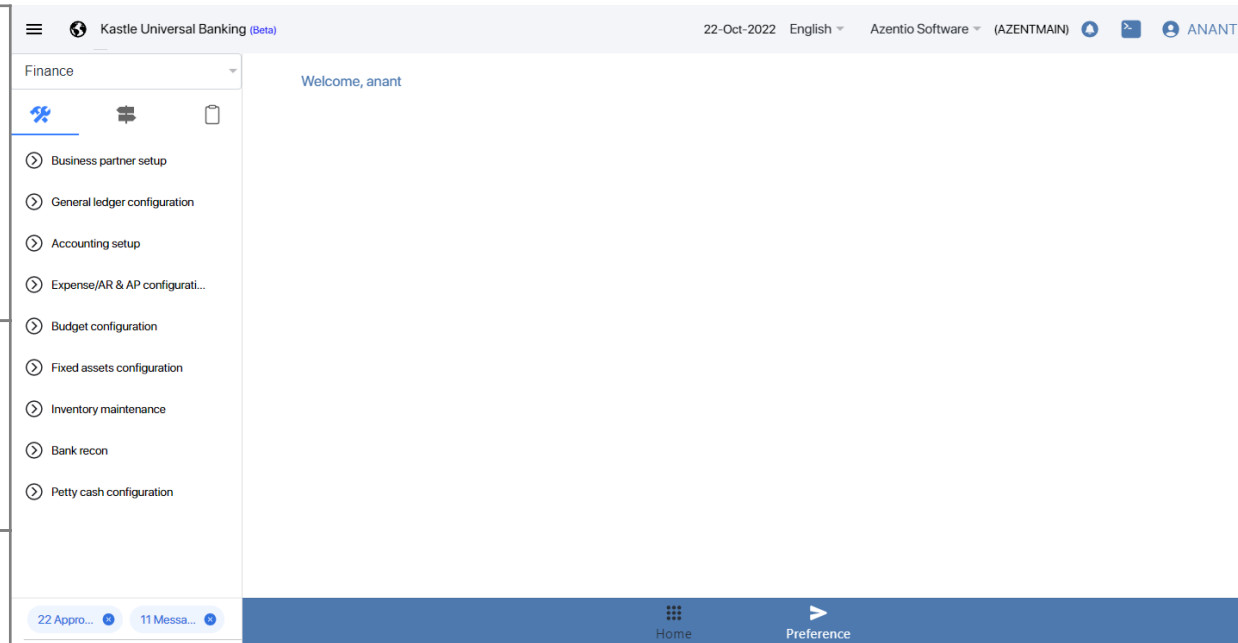 Kastle Universal Banking (Beta)
22-Oct-2022 English Azentio Software (AZENTMAIN) ANANT
Finance
Welcome, anant
Business partner setup
General ledger configuration
Accounting setup
Expense/AR & AP configurati...
Budget configuration
Fixed assets configuration
Inventory maintenance
Bank recon
Petty cash configuration
22 Appro... 11 Messa...
Home Preference